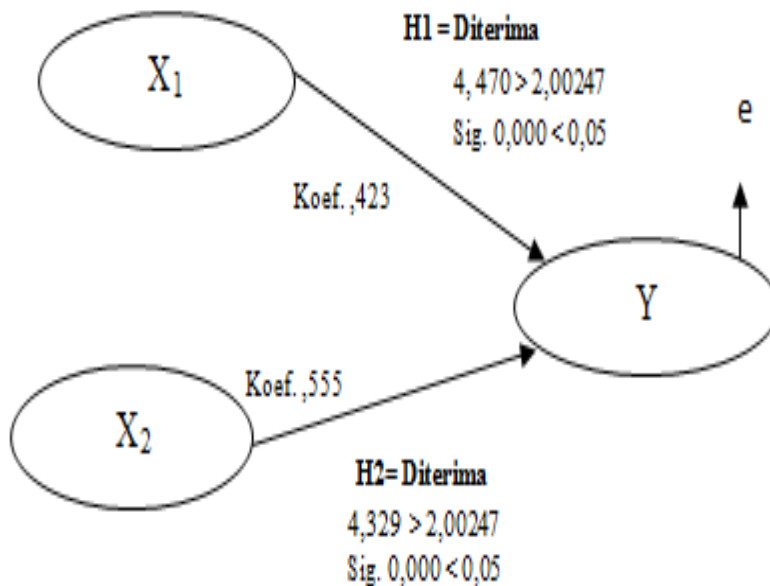 H1 = Diterima
X₁
4, 470 > 2,00247
Sig. 0,000 < 0,05
e
Koef. ,423
Y
Koef. ,555
X₂
H2= Diterima
4,329 > 2,00247
Sig. 0,000 < 0,05